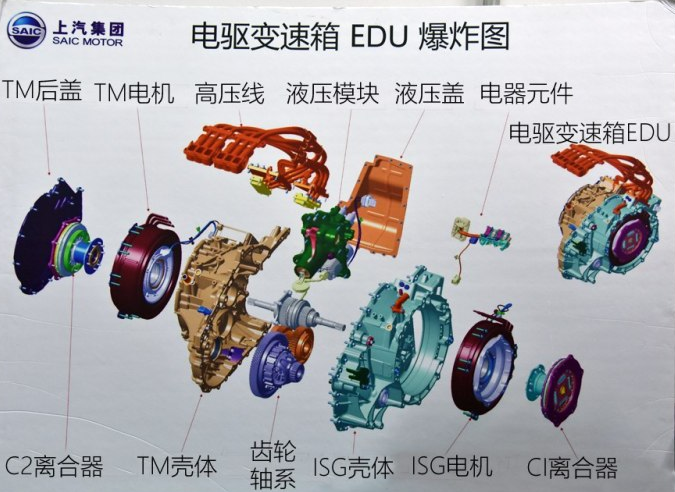 SAIC
上汽集团
SAIC MOTOR
电驱变速箱 EDU 爆炸图
TM后盖
TM电机
高压线
液压模块
液压盖
电器元件
电驱变速箱EDU
C2离合器
TM壳体
齿轮
轴系
ISG壳体
ISG电机
CI离合器